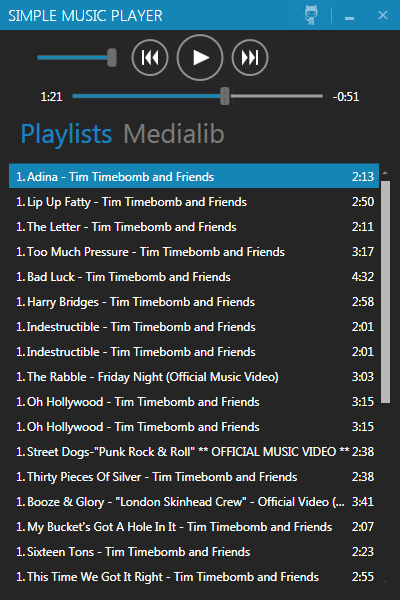 SIMPLE MUSIC PLAYER
1:21 -0:51
Playlists Medialib
1. Adina - Tim Timebomb and Friends 2:13
1. Lip Up Fatty - Tim Timebomb and Friends 2:50
1. The Letter - Tim Timebomb and Friends 2:11
1. Too Much Pressure - Tim Timebomb and Friends 3:17
1. Bad Luck - Tim Timebomb and Friends 4:32
1. Harry Bridges - Tim Timebomb and Friends 2:58
1. Indestructible - Tim Timebomb and Friends 2:01
1. Indestructible - Tim Timebomb and Friends 2:01
1. The Rabble - Friday Night (Official Music Video) 3:03
1. Oh Hollywood - Tim Timebomb and Friends 3:15
1. Oh Hollywood - Tim Timebomb and Friends 3:15
1. Street Dogs-"Punk Rock & Roll" ** OFFICIAL MUSIC VIDEO ** 2:38
1. Thirty Pieces Of Silver - Tim Timebomb and Friends 2:38
1. Booze & Glory - "London Skinhead Crew" - Official Video (... 3:41
1. My Bucket's Got A Hole In It - Tim Timebomb and Friends 2:07
1. Sixteen Tons - Tim Timebomb and Friends 2:23
1. This Time We Got It Right - Tim Timebomb and Friends 2:55